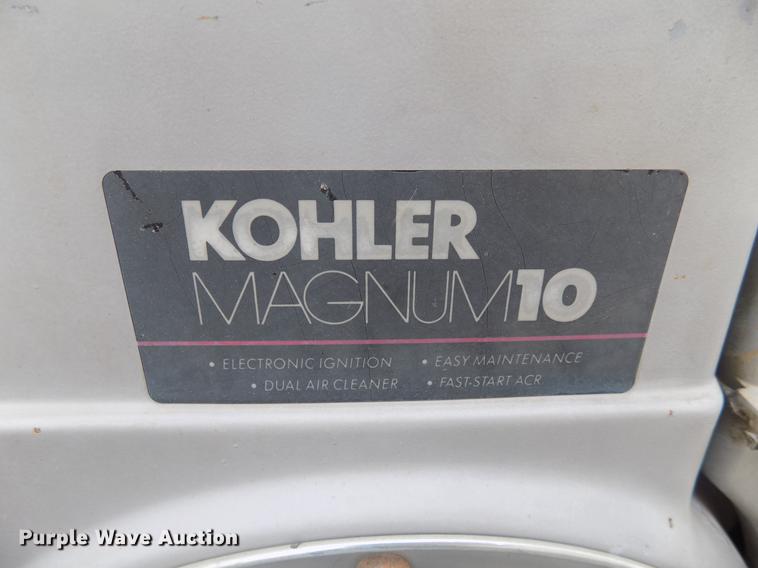 KOHLER
MAGNUM10
• ELECTRONIC IGNITION • EASY MAINTENANCE
• DUAL AIR CLEANER • FAST-START ACR
Purple Wave Auction